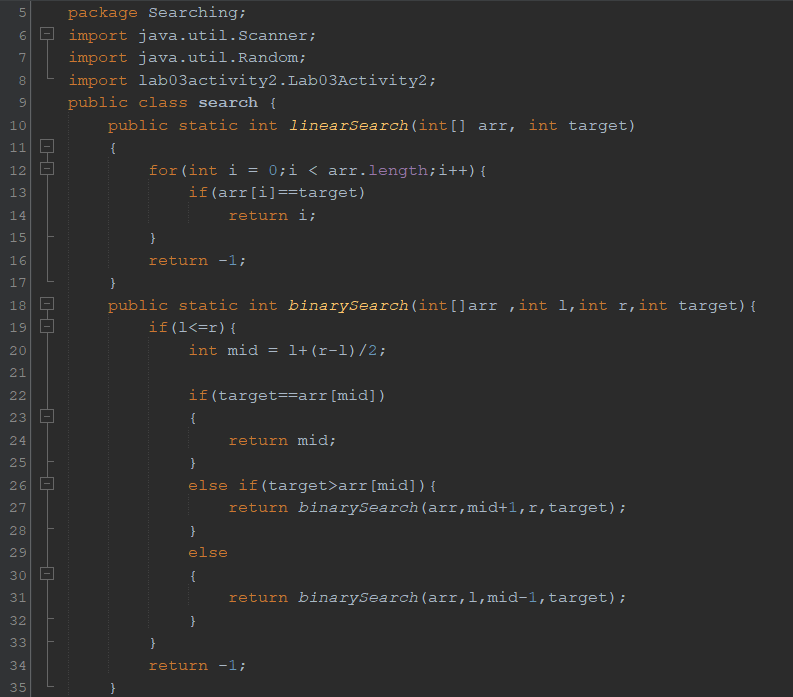 5 package Searching;
6 import java.util.Scanner;
7 import java.util.Random;
8 import lab03activity2.Lab03Activity2;
9 public class search {
10 public static int linearSearch(int[] arr, int target)
11 {
12 for(int i = 0;i < arr.length;i++){
13 if(arr[i]==target)
14 return i;
15 }
16 return -1;
17 }
18 public static int binarySearch(int[]arr ,int l,int r,int target){
19 if(l<=r){
20 int mid = l+(r-l)/2;
21
22 if(target==arr[mid])
23 {
24 return mid;
25 }
26 else if(target>arr[mid]){
27 return binarySearch(arr,mid+1,r,target);
28 }
29 else
30 {
31 return binarySearch(arr,l,mid-1,target);
32 }
33 }
34 return -1;
35 }